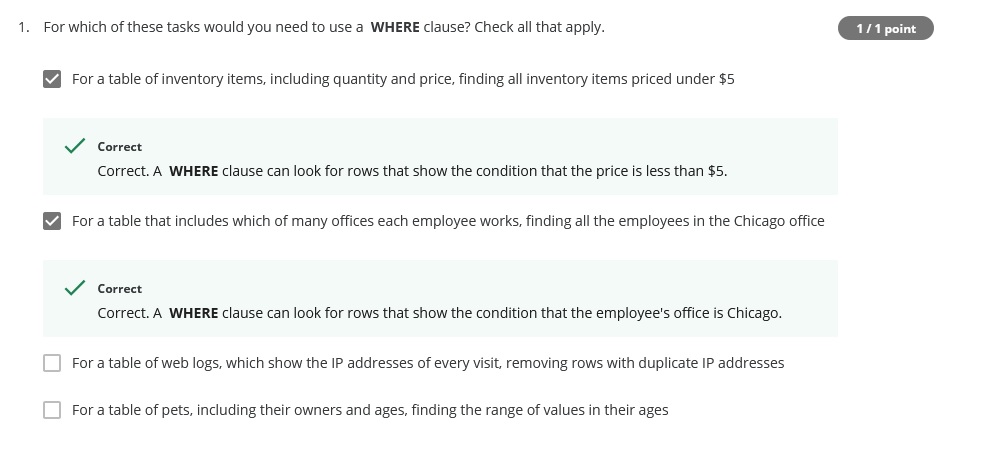 1. For which of these tasks would you need to use a WHERE clause? Check all that apply.
1 / 1 point
For a table of inventory items, including quantity and price, finding all inventory items priced under $5
Correct
Correct. A WHERE clause can look for rows that show the condition that the price is less than $5.
For a table that includes which of many offices each employee works, finding all the employees in the Chicago office
Correct
Correct. A WHERE clause can look for rows that show the condition that the employee's office is Chicago.
For a table of web logs, which show the IP addresses of every visit, removing rows with duplicate IP addresses
For a table of pets, including their owners and ages, finding the range of values in their ages